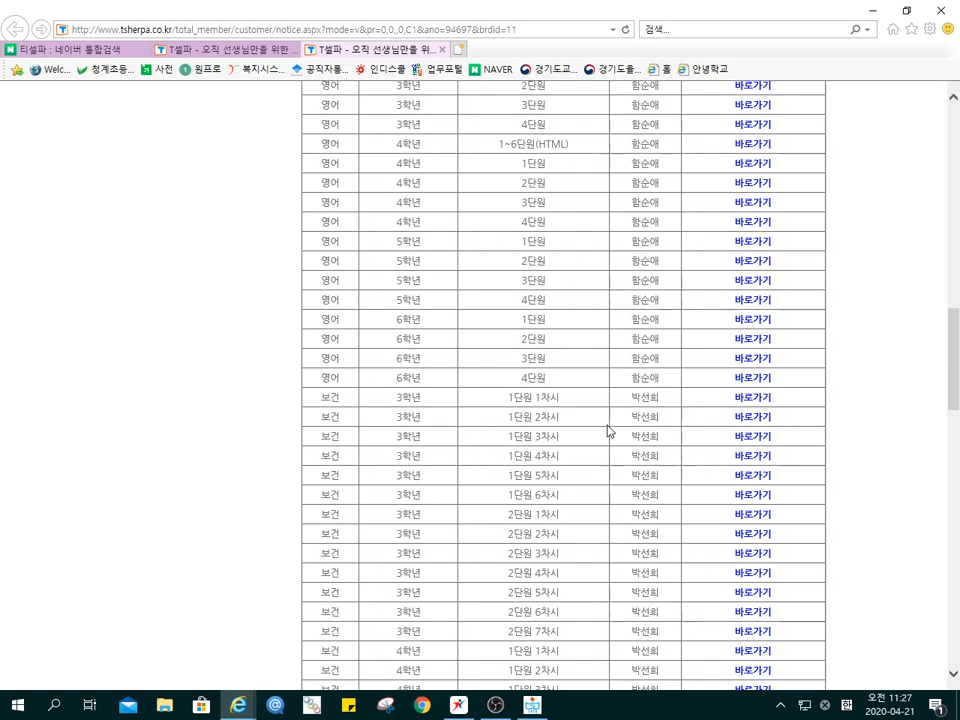 http://www.tsherpa.co.kr/total_member/customer/notice.aspx?mode=v&pr=0,0_,0,C1&ano=94697&brdid=11
검색...
티셀파 : 네이버 통합검색
T셀파 - 오직 선생님만을 위한 ...
T셀파 - 오직 선생님만을 위...
Welc...
청계초등...
사전
원프로
복지시스...
공직자통...
인디스쿨
업무포털
NAVER
경기도교...
경기도율...
홈
안녕학교
영어 3학년 2단원 함순애 바로가기
영어 3학년 3단원 함순애 바로가기
영어 3학년 4단원 함순애 바로가기
영어 4학년 1~6단원(HTML) 함순애 바로가기
영어 4학년 1단원 함순애 바로가기
영어 4학년 2단원 함순애 바로가기
영어 4학년 3단원 함순애 바로가기
영어 4학년 4단원 함순애 바로가기
영어 5학년 1단원 함순애 바로가기
영어 5학년 2단원 함순애 바로가기
영어 5학년 3단원 함순애 바로가기
영어 5학년 4단원 함순애 바로가기
영어 6학년 1단원 함순애 바로가기
영어 6학년 2단원 함순애 바로가기
영어 6학년 3단원 함순애 바로가기
영어 6학년 4단원 함순애 바로가기
보건 3학년 1단원 1차시 박선희 바로가기
보건 3학년 1단원 2차시 박선희 바로가기
보건 3학년 1단원 3차시 박선희 바로가기
보건 3학년 1단원 4차시 박선희 바로가기
보건 3학년 1단원 5차시 박선희 바로가기
보건 3학년 1단원 6차시 박선희 바로가기
보건 3학년 2단원 1차시 박선희 바로가기
보건 3학년 2단원 2차시 박선희 바로가기
보건 3학년 2단원 3차시 박선희 바로가기
보건 3학년 2단원 4차시 박선희 바로가기
보건 3학년 2단원 5차시 박선희 바로가기
보건 3학년 2단원 6차시 박선희 바로가기
보건 3학년 2단원 7차시 박선희 바로가기
보건 4학년 1단원 1차시 박선희 바로가기
보건 4학년 1단원 2차시 박선희 바로가기
오전 11:27
2020-04-21